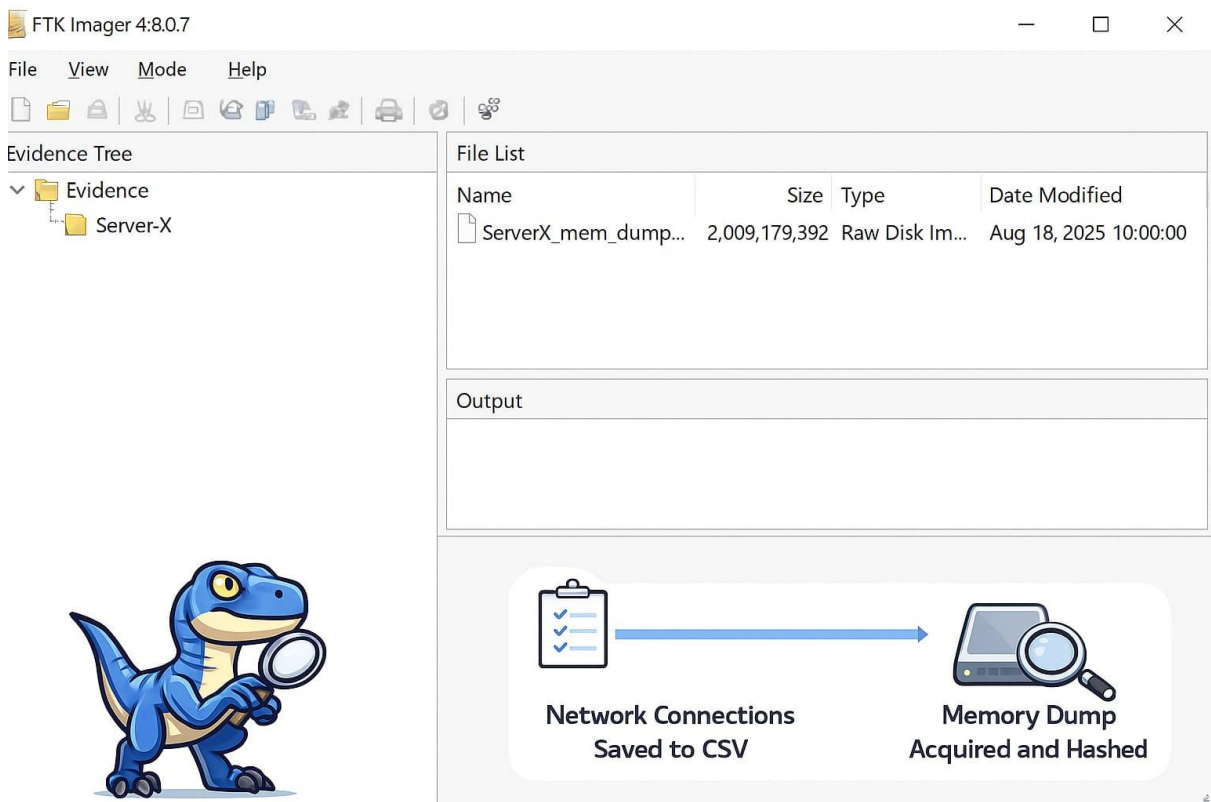 FTK Imager 4:8.0.7
File View Mode Help
Evidence Tree
Evidence
Server-X
File List
Name Size Type Date Modified
ServerX_mem_dump... 2,009,179,392 Raw Disk Im... Aug 18, 2025 10:00:00
Output
Network Connections
Saved to CSV
Memory Dump
Acquired and Hashed